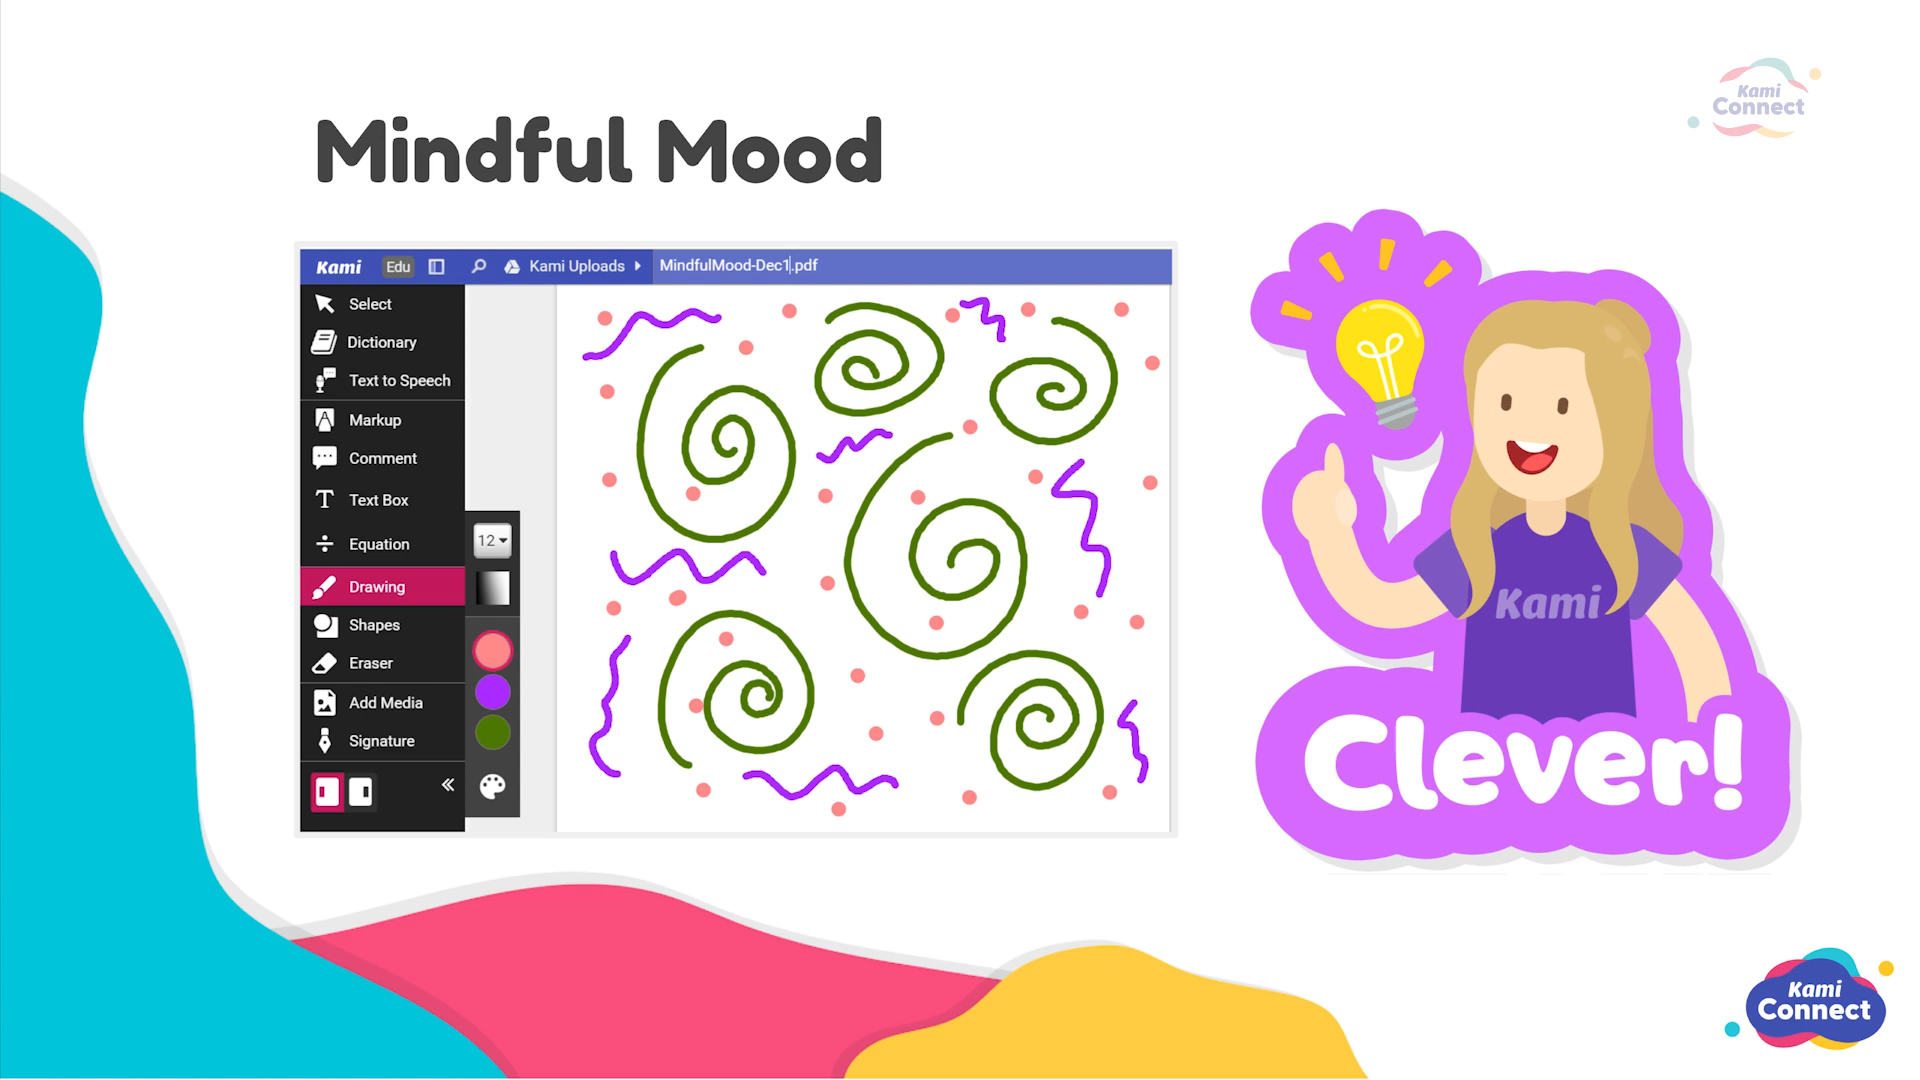 Kami
Connect
Mindful Mood
Kami Edu Kami Uploads MindfulMood-Dec1.pdf
Select
Dictionary
Text to Speech
Markup
Comment
Text Box
Equation
12
Drawing
Shapes
Eraser
Add Media
Signature
Kami
Clever!
Kami
Connect